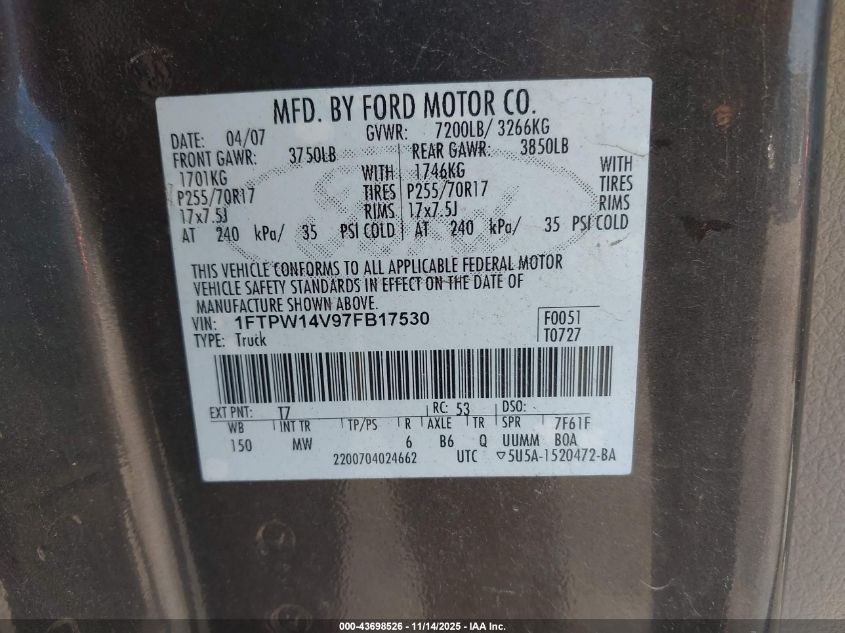 MFD. BY FORD MOTOR CO.
DATE: 04/07 GVWR: 7200LB/ 3266KG
FRONT GAWR: 3750LB REAR GAWR: 3850LB
1701KG WITH 1746KG WITH
P255/70R17 TIRES P255/70R17 TIRES
17x7.5J RIMS 17x7.5J RIMS
AT 240 kPa/ 35 PSI COLD AT 240 kPa/ 35 PSI COLD
THIS VEHICLE CONFORMS TO ALL APPLICABLE FEDERAL MOTOR
VEHICLE SAFETY STANDARDS IN EFFECT ON THE DATE OF
MANUFACTURE SHOWN ABOVE.
VIN: 1FTPW14V97FB17530 F0051
TYPE: Truck T0727
EXT PNT: T7 RC: 53 DSO:
WB INT TR TP/PS R AXLE TR SPR 7F61F
150 MW 6 B6 Q UUMM B0A
2200704024662 UTC ▽5U5A-1520472-BA
000-43698526 - 11/14/2025 - IAA Inc.